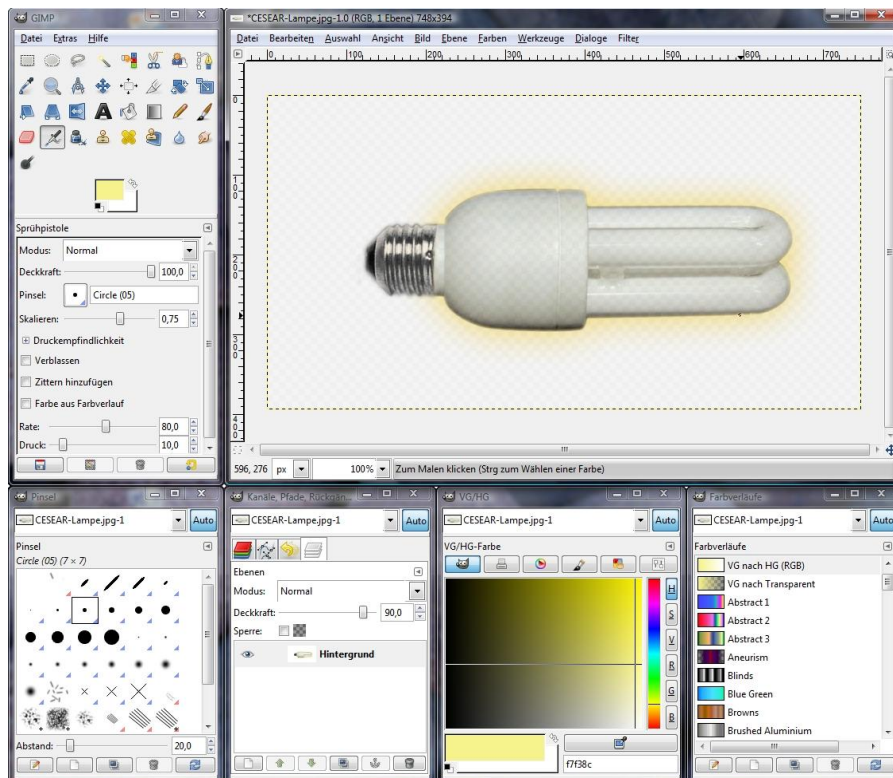 GIMP
Datei Extras Hilfe
Sprühpistole
Modus: Normal
Deckkraft: 100,0
Pinsel: Circle (05)
Skalieren: 0,75
Druckempfindlichkeit
Verblassen
Zittern hinzufügen
Farbe aus Farbverlauf
Rate: 80,0
Druck: 10,0
*CESEAR-Lampe.jpg-1.0 (RGB, 1 Ebene) 748x394
Datei Bearbeiten Auswahl Ansicht Bild Ebene Farben Werkzeuge Dialoge Filter
0 100 200 300 400 500 600 700
0
100
200
300
400
596, 276 px 100% Zum Malen klicken (Strg zum Wählen einer Farbe)
Pinsel
CESEAR-Lampe.jpg-1 Auto
Pinsel
Circle (05) (7 × 7)
Abstand: 20,0
Kanäle, Pfade, Rückgän...
CESEAR-Lampe.jpg-1 Auto
Ebenen
Modus: Normal
Deckkraft: 90,0
Sperre:
Hintergrund
VG/HG
CESEAR-Lampe.jpg-1 Auto
VG/HG-Farbe
H
S
V
R
G
B
f7f38c
Farbverläufe
CESEAR-Lampe.jpg-1 Auto
Farbverläufe
VG nach HG (RGB)
VG nach Transparent
Abstract 1
Abstract 2
Abstract 3
Aneurism
Blinds
Blue Green
Browns
Brushed Aluminium